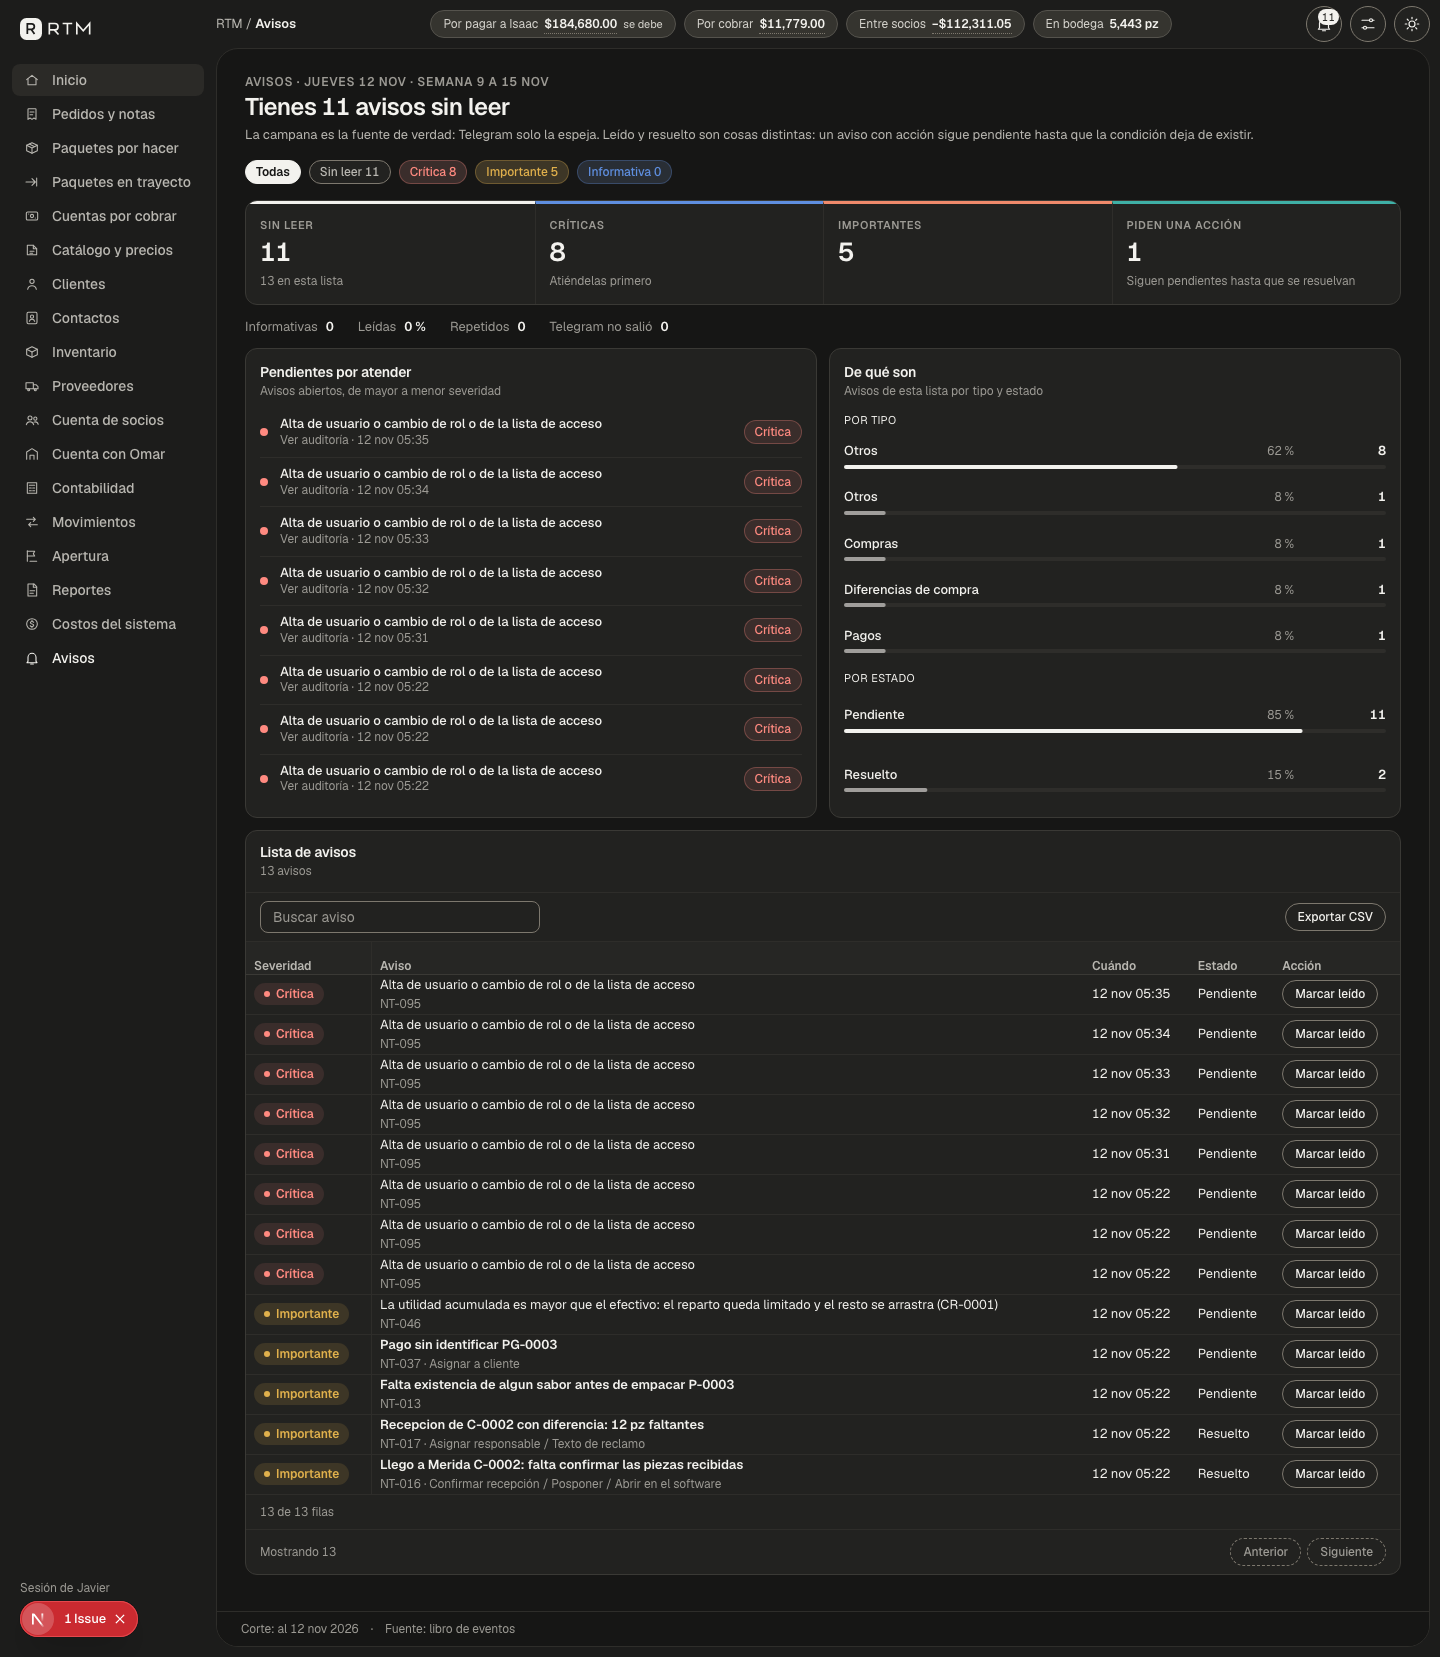 R RTM
Inicio
Pedidos y notas
Paquetes por hacer
Paquetes en trayecto
Cuentas por cobrar
Catálogo y precios
Clientes
Contactos
Inventario
Proveedores
Cuenta de socios
Cuenta con Omar
Contabilidad
Movimientos
Apertura
Reportes
Costos del sistema
Avisos
Sesión de Javier
N 1 Issue
RTM / Avisos
Por pagar a Isaac $184,680.00 se debe
Por cobrar $11,779.00
Entre socios −$112,311.05
En bodega 5,443 pz
11
AVISOS · JUEVES 12 NOV · SEMANA 9 A 15 NOV
Tienes 11 avisos sin leer
La campana es la fuente de verdad: Telegram solo la espeja. Leído y resuelto son cosas distintas: un aviso con acción sigue pendiente hasta que la condición deja de existir.
Todas
Sin leer 11
Crítica 8
Importante 5
Informativa 0
SIN LEER
11
13 en esta lista
CRÍTICAS
8
Atiéndelas primero
IMPORTANTES
5
PIDEN UNA ACCIÓN
1
Siguen pendientes hasta que se resuelvan
Informativas 0
Leídas 0 %
Repetidos 0
Telegram no salió 0
Pendientes por atender
Avisos abiertos, de mayor a menor severidad
Alta de usuario o cambio de rol o de la lista de acceso
Ver auditoría · 12 nov 05:35
Crítica
Alta de usuario o cambio de rol o de la lista de acceso
Ver auditoría · 12 nov 05:34
Crítica
Alta de usuario o cambio de rol o de la lista de acceso
Ver auditoría · 12 nov 05:33
Crítica
Alta de usuario o cambio de rol o de la lista de acceso
Ver auditoría · 12 nov 05:32
Crítica
Alta de usuario o cambio de rol o de la lista de acceso
Ver auditoría · 12 nov 05:31
Crítica
Alta de usuario o cambio de rol o de la lista de acceso
Ver auditoría · 12 nov 05:22
Crítica
Alta de usuario o cambio de rol o de la lista de acceso
Ver auditoría · 12 nov 05:22
Crítica
Alta de usuario o cambio de rol o de la lista de acceso
Ver auditoría · 12 nov 05:22
Crítica
De qué son
Avisos de esta lista por tipo y estado
POR TIPO
Otros 62 % 8
Otros 8 % 1
Compras 8 % 1
Diferencias de compra 8 % 1
Pagos 8 % 1
POR ESTADO
Pendiente 85 % 11
Resuelto 15 % 2
Lista de avisos
13 avisos
Buscar aviso
Exportar CSV
Severidad Aviso Cuándo Estado Acción
Crítica Alta de usuario o cambio de rol o de la lista de acceso 12 nov 05:35 Pendiente Marcar leído
NT-095
Crítica Alta de usuario o cambio de rol o de la lista de acceso 12 nov 05:34 Pendiente Marcar leído
NT-095
Crítica Alta de usuario o cambio de rol o de la lista de acceso 12 nov 05:33 Pendiente Marcar leído
NT-095
Crítica Alta de usuario o cambio de rol o de la lista de acceso 12 nov 05:32 Pendiente Marcar leído
NT-095
Crítica Alta de usuario o cambio de rol o de la lista de acceso 12 nov 05:31 Pendiente Marcar leído
NT-095
Crítica Alta de usuario o cambio de rol o de la lista de acceso 12 nov 05:22 Pendiente Marcar leído
NT-095
Crítica Alta de usuario o cambio de rol o de la lista de acceso 12 nov 05:22 Pendiente Marcar leído
NT-095
Crítica Alta de usuario o cambio de rol o de la lista de acceso 12 nov 05:22 Pendiente Marcar leído
NT-095
Importante La utilidad acumulada es mayor que el efectivo: el reparto queda limitado y el resto se arrastra (CR-0001) 12 nov 05:22 Pendiente Marcar leído
NT-046
Importante Pago sin identificar PG-0003 12 nov 05:22 Pendiente Marcar leído
NT-037 · Asignar a cliente
Importante Falta existencia de algun sabor antes de empacar P-0003 12 nov 05:22 Pendiente Marcar leído
NT-013
Importante Recepcion de C-0002 con diferencia: 12 pz faltantes 12 nov 05:22 Resuelto Marcar leído
NT-017 · Asignar responsable / Texto de reclamo
Importante Llego a Merida C-0002: falta confirmar las piezas recibidas 12 nov 05:22 Resuelto Marcar leído
NT-016 · Confirmar recepción / Posponer / Abrir en el software
13 de 13 filas
Mostrando 13
Anterior
Siguiente
Corte: al 12 nov 2026 · Fuente: libro de eventos